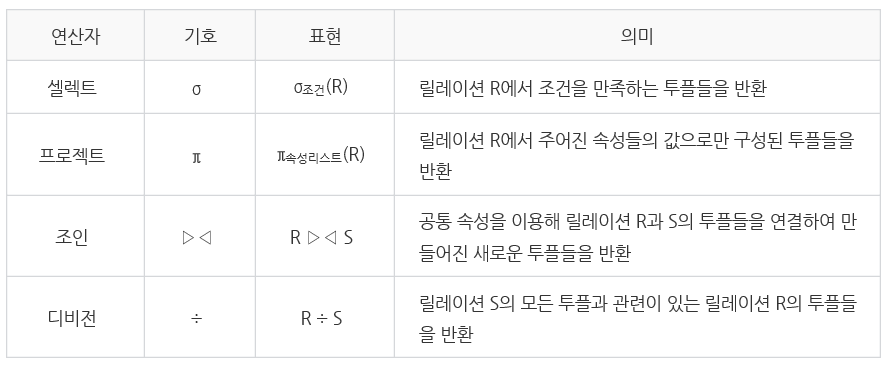 연산자 기호 표현 의미
셀렉트 σ σ조건(R) 릴레이션 R에서 조건을 만족하는 투플들을 반환
프로젝트 π π속성리스트(R) 릴레이션 R에서 주어진 속성들의 값으로만 구성된 투플들을
반환
조인 ▷◁ R ▷◁ S 공통 속성을 이용해 릴레이션 R과 S의 투플들을 연결하여 만
들어진 새로운 투플들을 반환
디비전 ÷ R ÷ S 릴레이션 S의 모든 투플과 관련이 있는 릴레이션 R의 투플들
을 반환